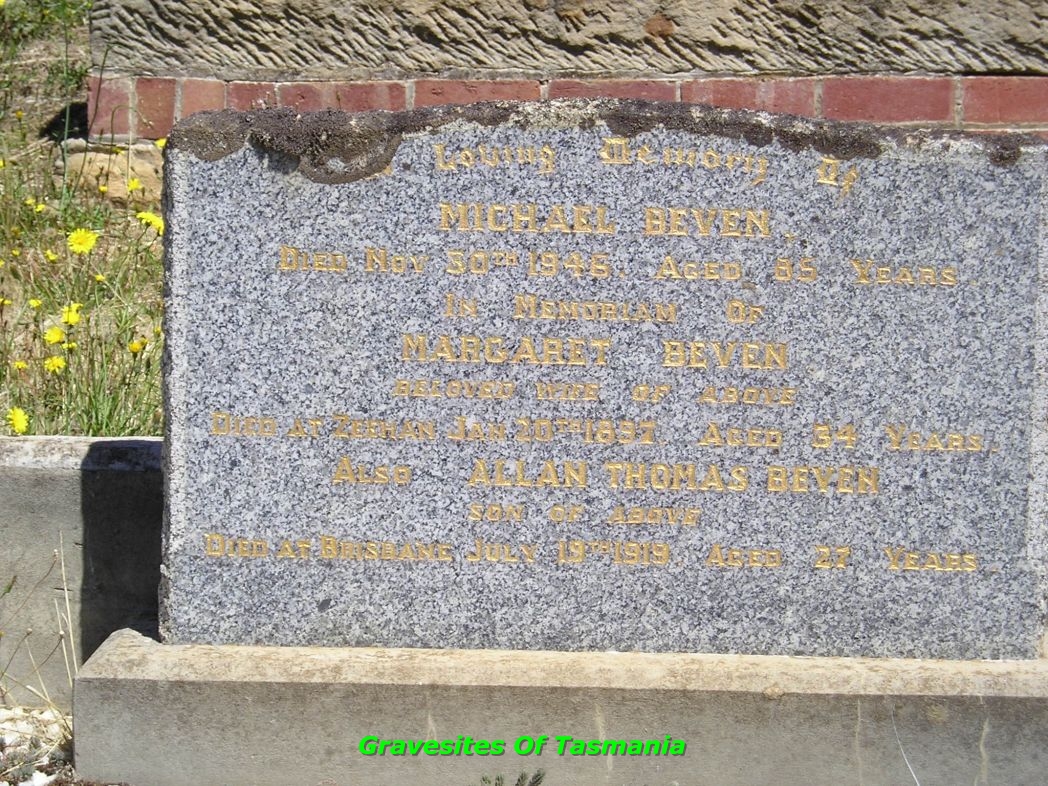 Loving Memory Of
MICHAEL BEVEN.
DIED NOV 30TH 1945. AGED 85 YEARS.
IN MEMORIAM OF
MARGARET BEVEN
BELOVED WIFE OF ABOVE
DIED AT ZEEHAN JAN 20TH 1897. AGED 34 YEARS.
ALSO ALLAN THOMAS BEVEN
SON OF ABOVE
DIED AT BRISBANE JULY 19TH 1919. AGED 27 YEARS.
Gravesites Of Tasmania